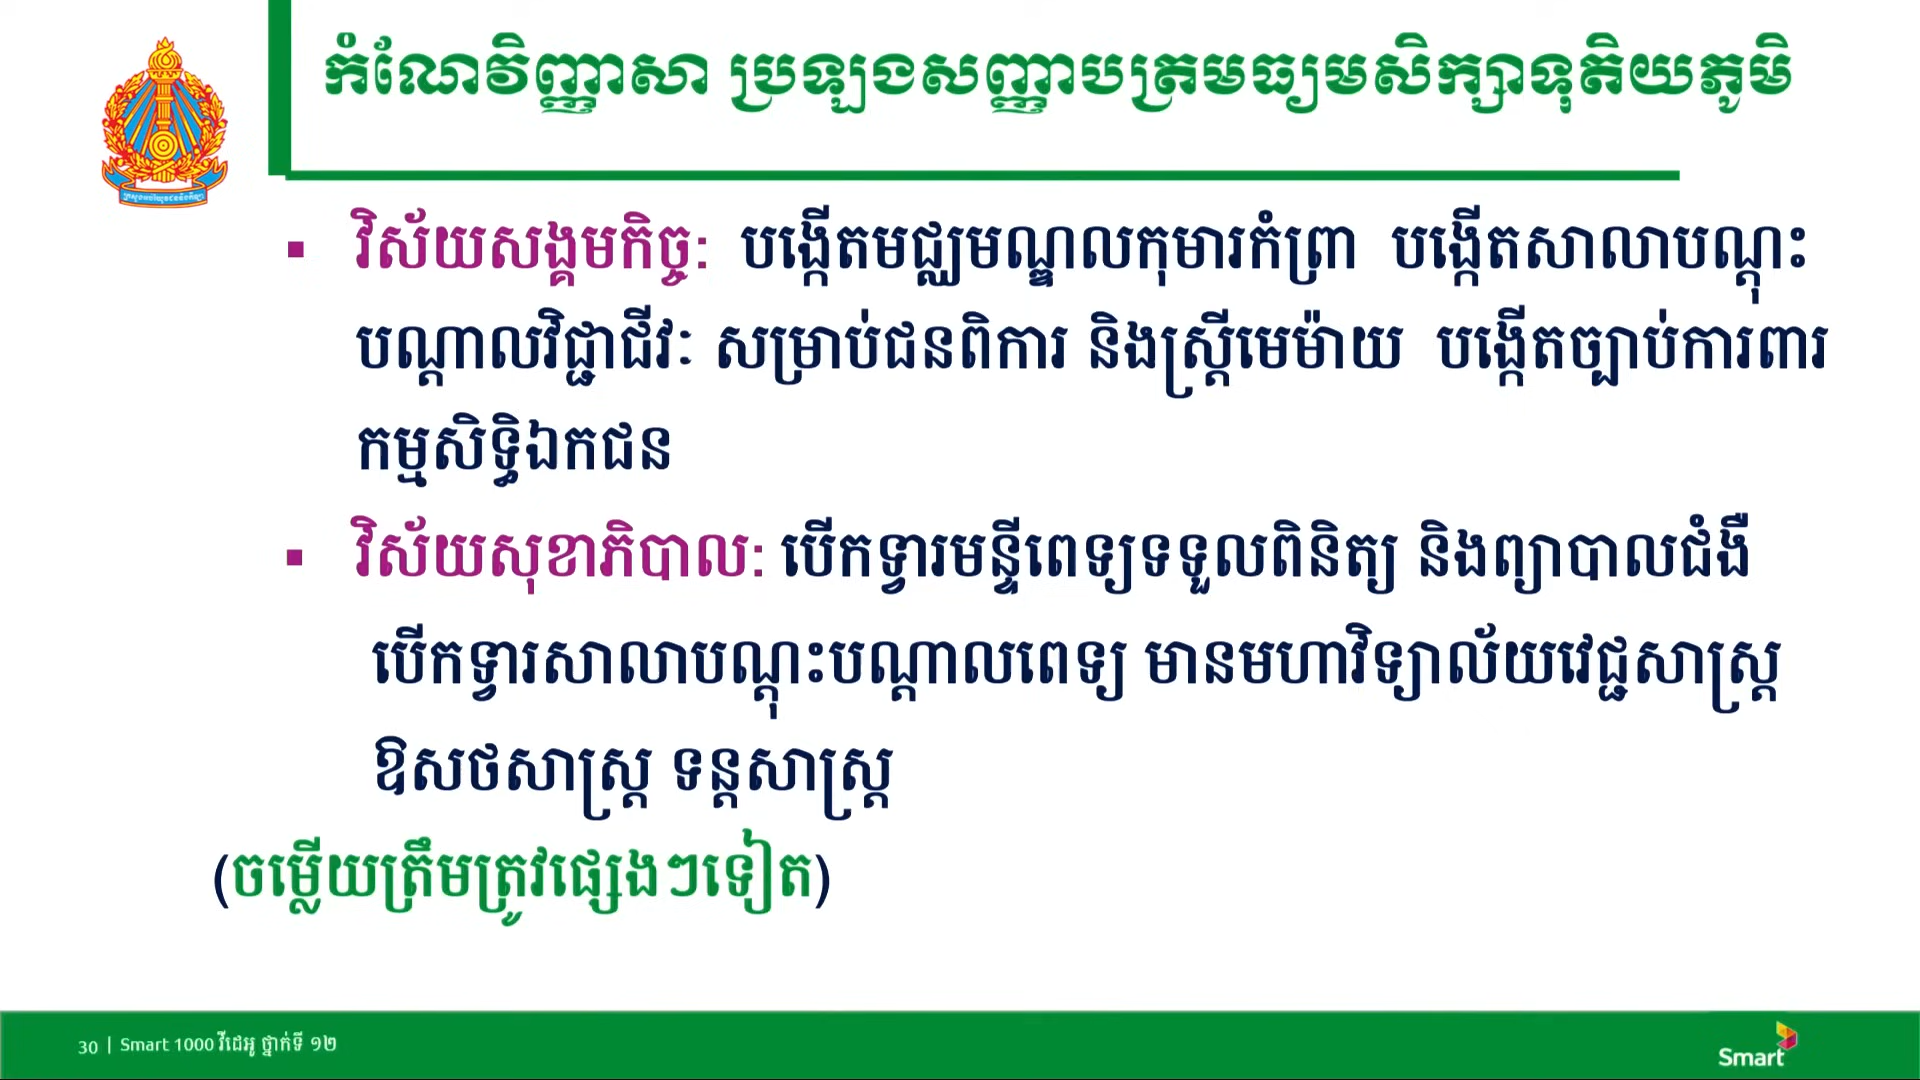 កំណែវិញ្ញាសា ប្រឡងសញ្ញាបត្រមធ្យមសិក្សាទុតិយភូមិ
▪ វិស័យសង្គមកិច្ច: បង្កើតមជ្ឈមណ្ឌលកុមារកំព្រា បង្កើតសាលាបណ្តុះ
បណ្តាលវិជ្ជាជីវៈ សម្រាប់ជនពិការ និងស្ត្រីមេម៉ាយ បង្កើតច្បាប់ការពារ
កម្មសិទ្ធិឯកជន
▪ វិស័យសុខាភិបាល: បើកទ្វារមន្ទីពេទ្យទទួលពិនិត្យ និងព្យាបាលជំងឺ
បើកទ្វារសាលាបណ្តុះបណ្តាលពេទ្យ មានមហាវិទ្យាល័យវេជ្ជសាស្ត្រ
ឱសថសាស្ត្រ ទន្តសាស្ត្រ
(ចម្លើយត្រឹមត្រូវផ្សេងៗទៀត)
30 | Smart 1000 វីដេអូ ថ្នាក់ទី ១២
Smart